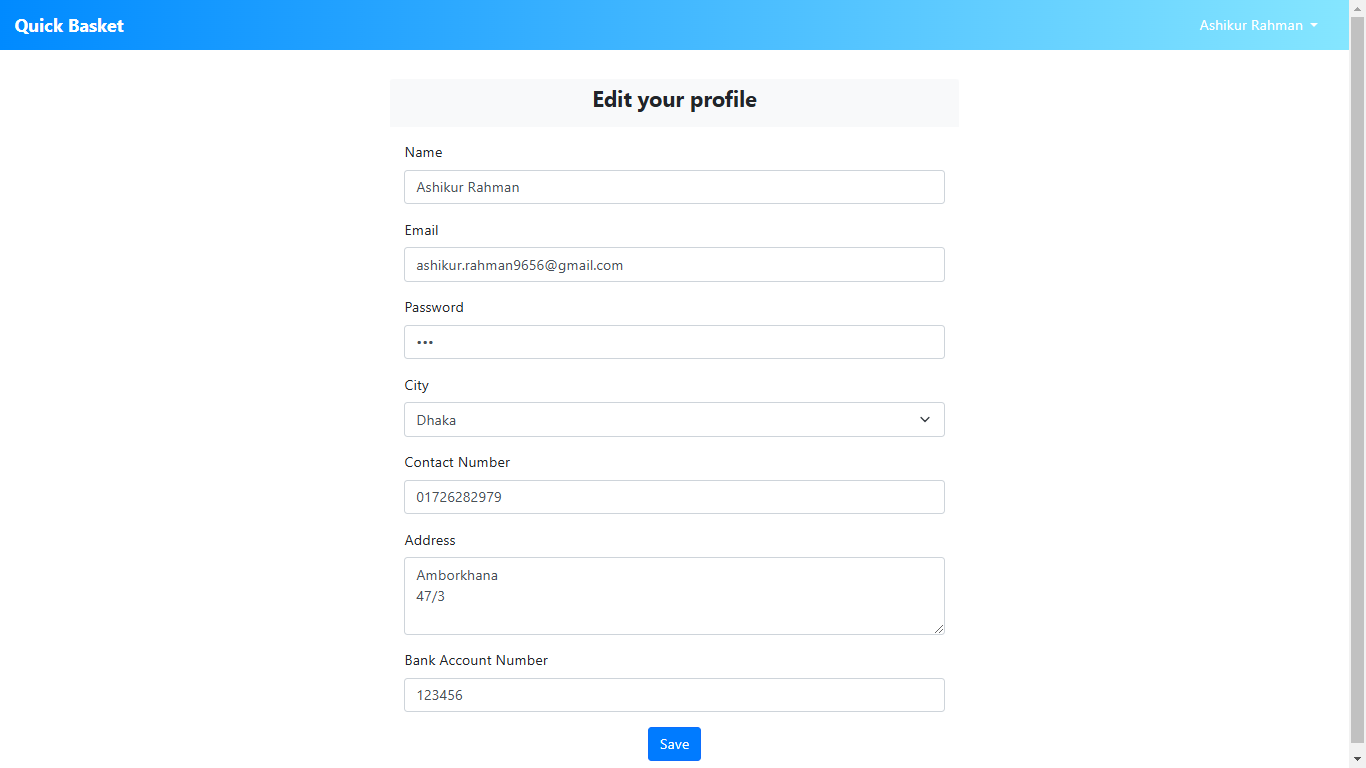 Quick Basket
Ashikur Rahman
Edit your profile
Name
Ashikur Rahman
Email
ashikur.rahman9656@gmail.com
Password
•••
City
Dhaka
Contact Number
01726282979
Address
Amborkhana
47/3
Bank Account Number
123456
Save